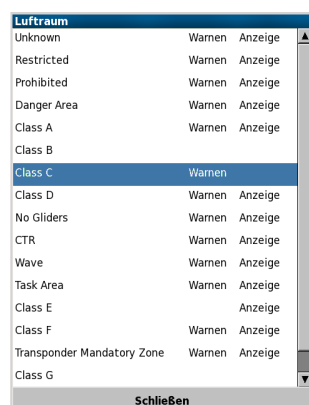 Luftraum
Unknown Warnen Anzeige
Restricted Warnen Anzeige
Prohibited Warnen Anzeige
Danger Area Warnen Anzeige
Class A Warnen Anzeige
Class B
Class C Warnen
Class D Warnen Anzeige
No Gliders Warnen Anzeige
CTR Warnen Anzeige
Wave Warnen Anzeige
Task Area Warnen Anzeige
Class E Anzeige
Class F Warnen Anzeige
Transponder Mandatory Zone Warnen Anzeige
Class G
Schließen